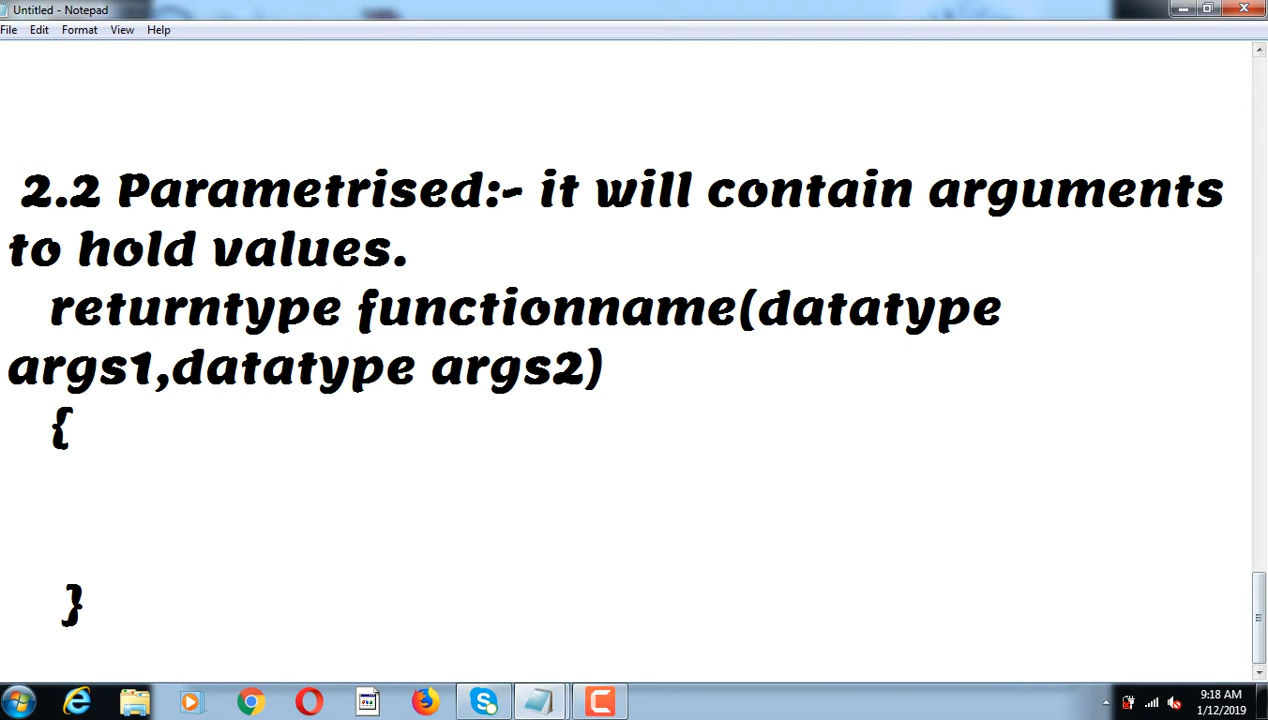 Untitled - Notepad
File Edit Format View Help
2.2 Parametrised:- it will contain arguments
to hold values.
returntype functionname(datatype
args1,datatype args2)
{
}
9:18 AM
1/12/2019